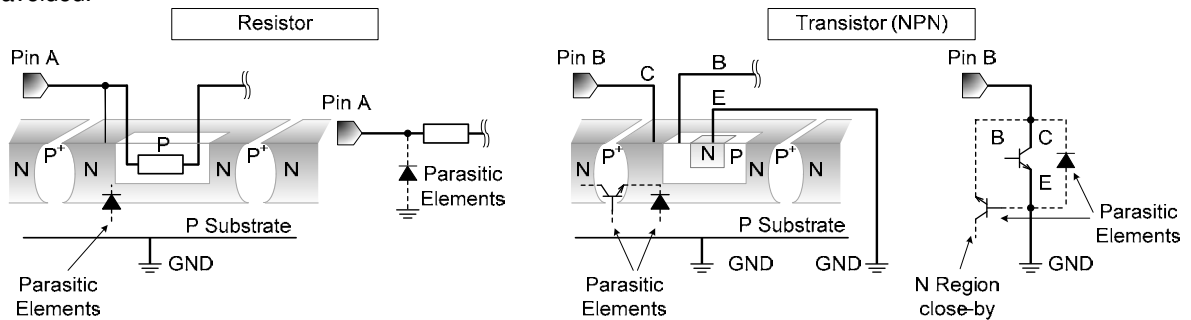 Resistor
Transistor (NPN)
Pin A
Pin A
N
P+
N
P
P+
N
N
Parasitic
Elements
P Substrate
GND
Parasitic
Elements
Pin B
C
B
E
N
P+
N
N
P
P+
N
N
P Substrate
GND
GND
Parasitic
Elements
Pin B
B
C
E
Parasitic
Elements
GND
N Region
close-by